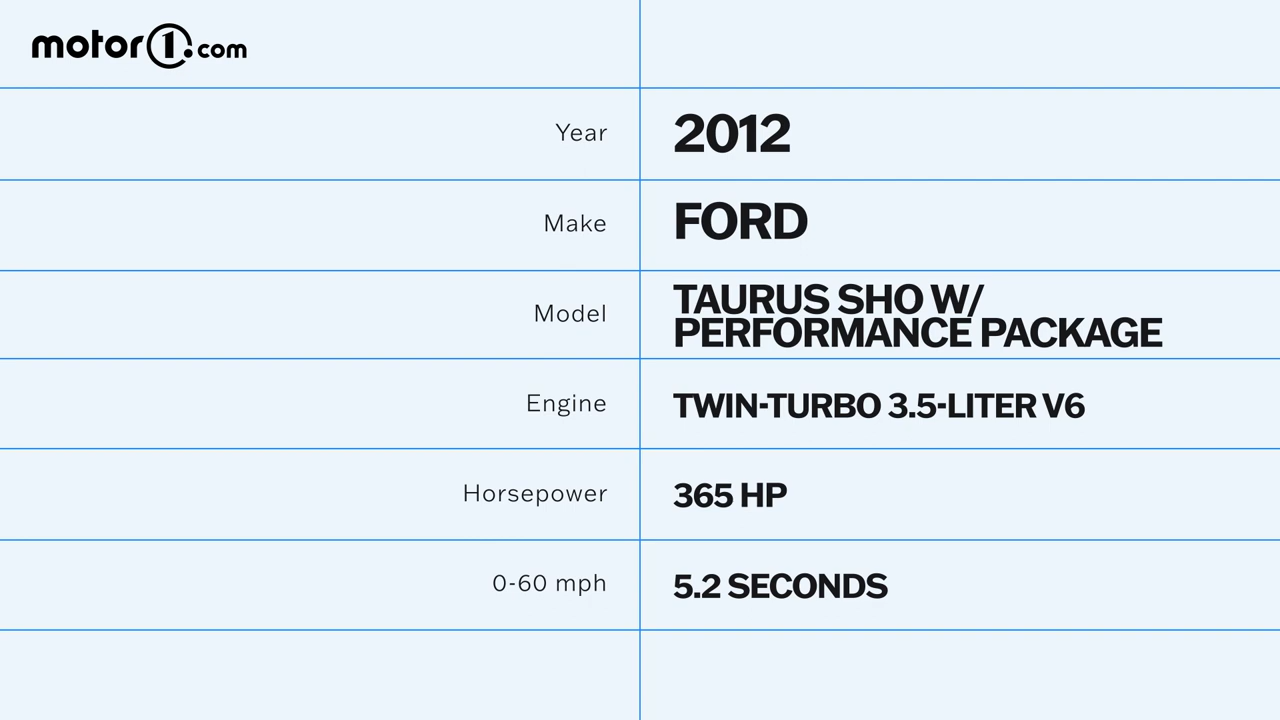 motor1.com
Year
2012
Make
FORD
Model
TAURUS SHO W/
PERFORMANCE PACKAGE
Engine
TWIN-TURBO 3.5-LITER V6
Horsepower
365 HP
0-60 mph
5.2 SECONDS